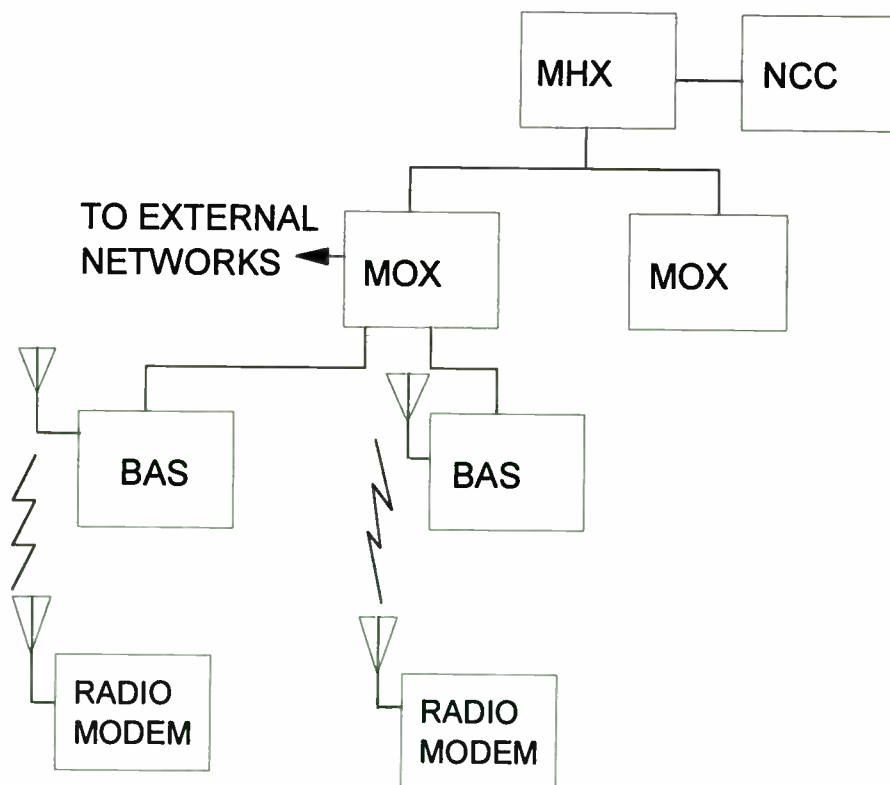 MHX
NCC
TO EXTERNAL
NETWORKS
MOX
MOX
BAS
BAS
RADIO
MODEM
RADIO
MODEM